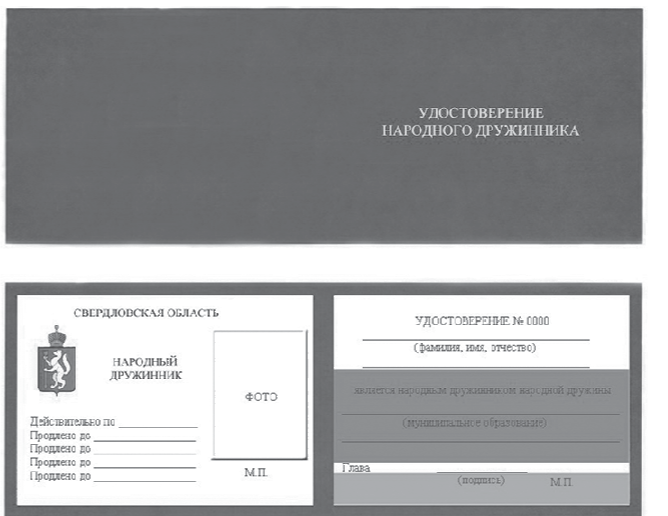 УДОСТОВЕРЕНИЕ
НАРОДНОГО ДРУЖИННИКА
СВЕРДЛОВСКАЯ ОБЛАСТЬ
НАРОДНЫЙ
ДРУЖИННИК
ФОТО
Действительно по
Продлено до
Продлено до
Продлено до
Продлено до
М.П.
УДОСТОВЕРЕНИЕ № 0000
(фамилия, имя, отчество)
является народным дружинником народной дружины
(муниципальное образование)
Глава
(подпись)
М.П.